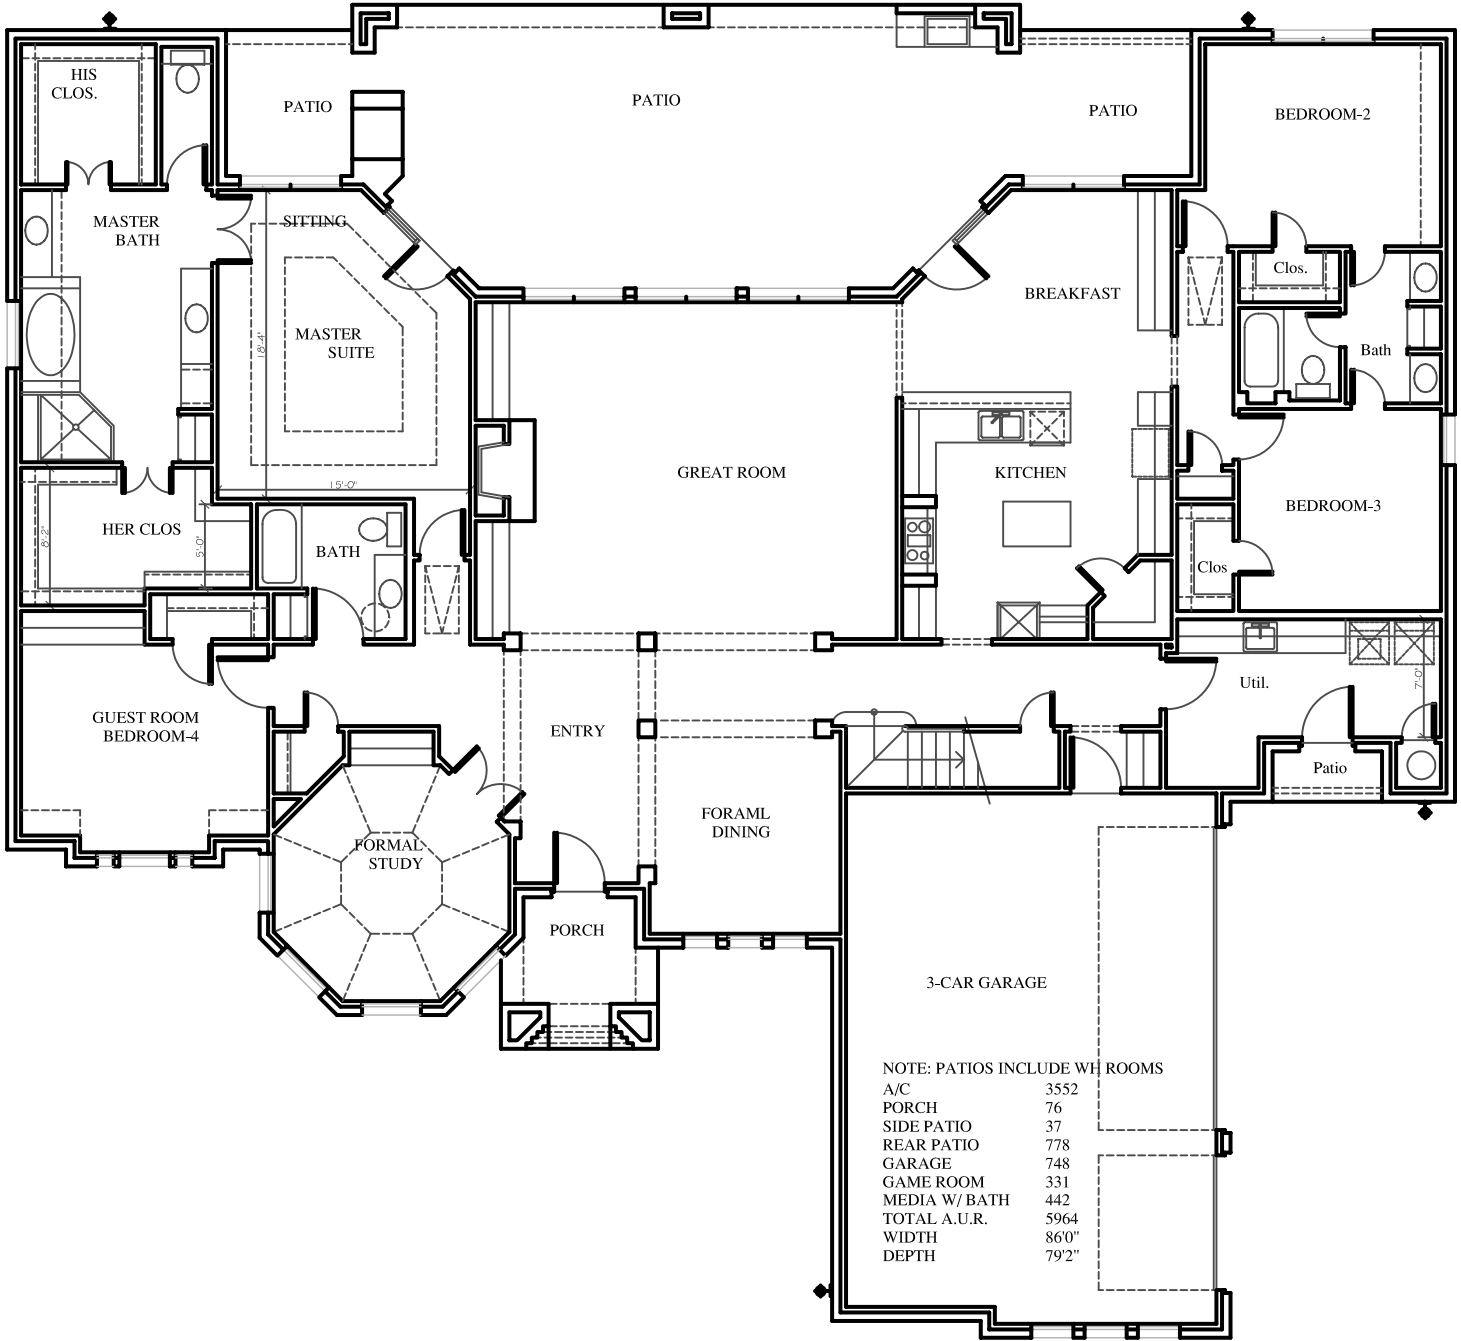 HIS
CLOS.
PATIO
PATIO
PATIO
BEDROOM-2
MASTER
BATH
SITTING
Clos.
BREAKFAST
MASTER
SUITE
18'-4"
Bath
GREAT ROOM
KITCHEN
15'-0"
BEDROOM-3
HER CLOS
8'-2"
5'-0"
BATH
Clos
Util.
7'-0"
GUEST ROOM
BEDROOM-4
ENTRY
Patio
FORAML
DINING
FORMAL
STUDY
PORCH
3-CAR GARAGE
NOTE: PATIOS INCLUDE WH ROOMS
A/C 3552
PORCH 76
SIDE PATIO 37
REAR PATIO 778
GARAGE 748
GAME ROOM 331
MEDIA W/ BATH 442
TOTAL A.U.R. 5964
WIDTH 86'0"
DEPTH 79'2"